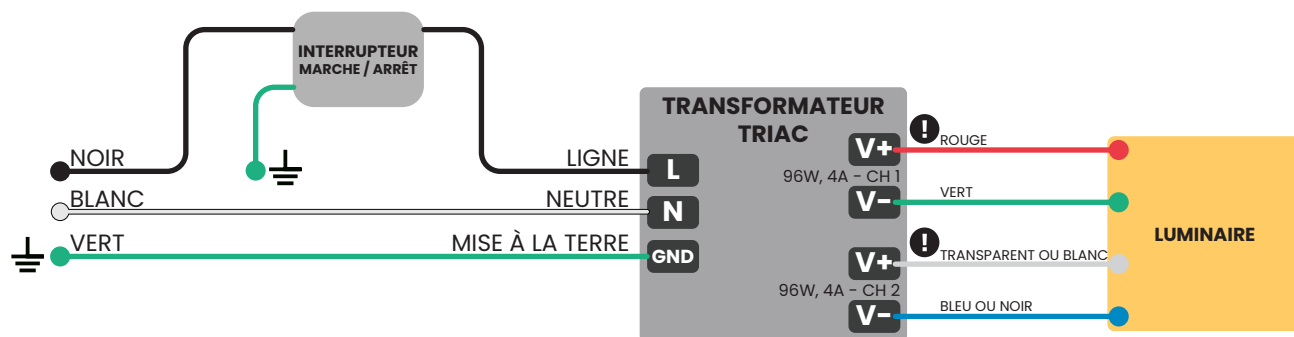 INTERRUPTEUR
MARCHE / ARRÊT
TRANSFORMATEUR
TRIAC
NOIR
LIGNE
L
BLANC
NEUTRE
N
VERT
MISE À LA TERRE
GND
V+
!
ROUGE
96W, 4A - CH 1
V-
VERT
V+
!
TRANSPARENT OU BLANC
96W, 4A - CH 2
V-
BLEU OU NOIR
LUMINAIRE